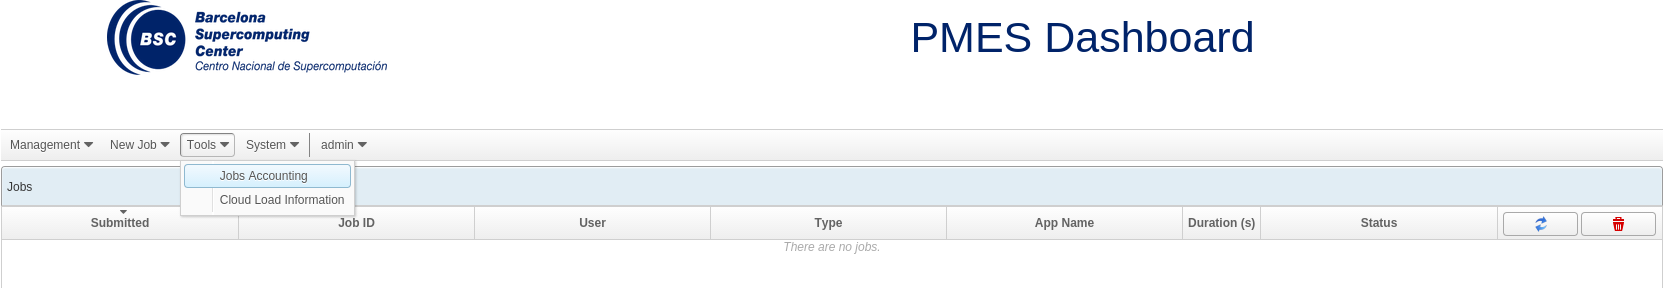 BSC
Barcelona
Supercomputing
Center
Centro Nacional de Supercomputación
PMES Dashboard
Management New Job Tools System admin
Jobs Accounting
Cloud Load Information
Jobs
Submitted Job ID User Type App Name Duration (s) Status
There are no jobs.